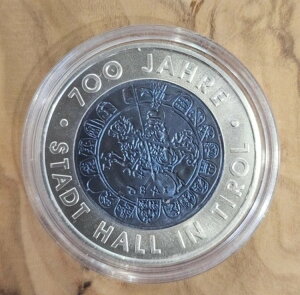 • 700 JAHRE •
STADT HALL IN TIROL